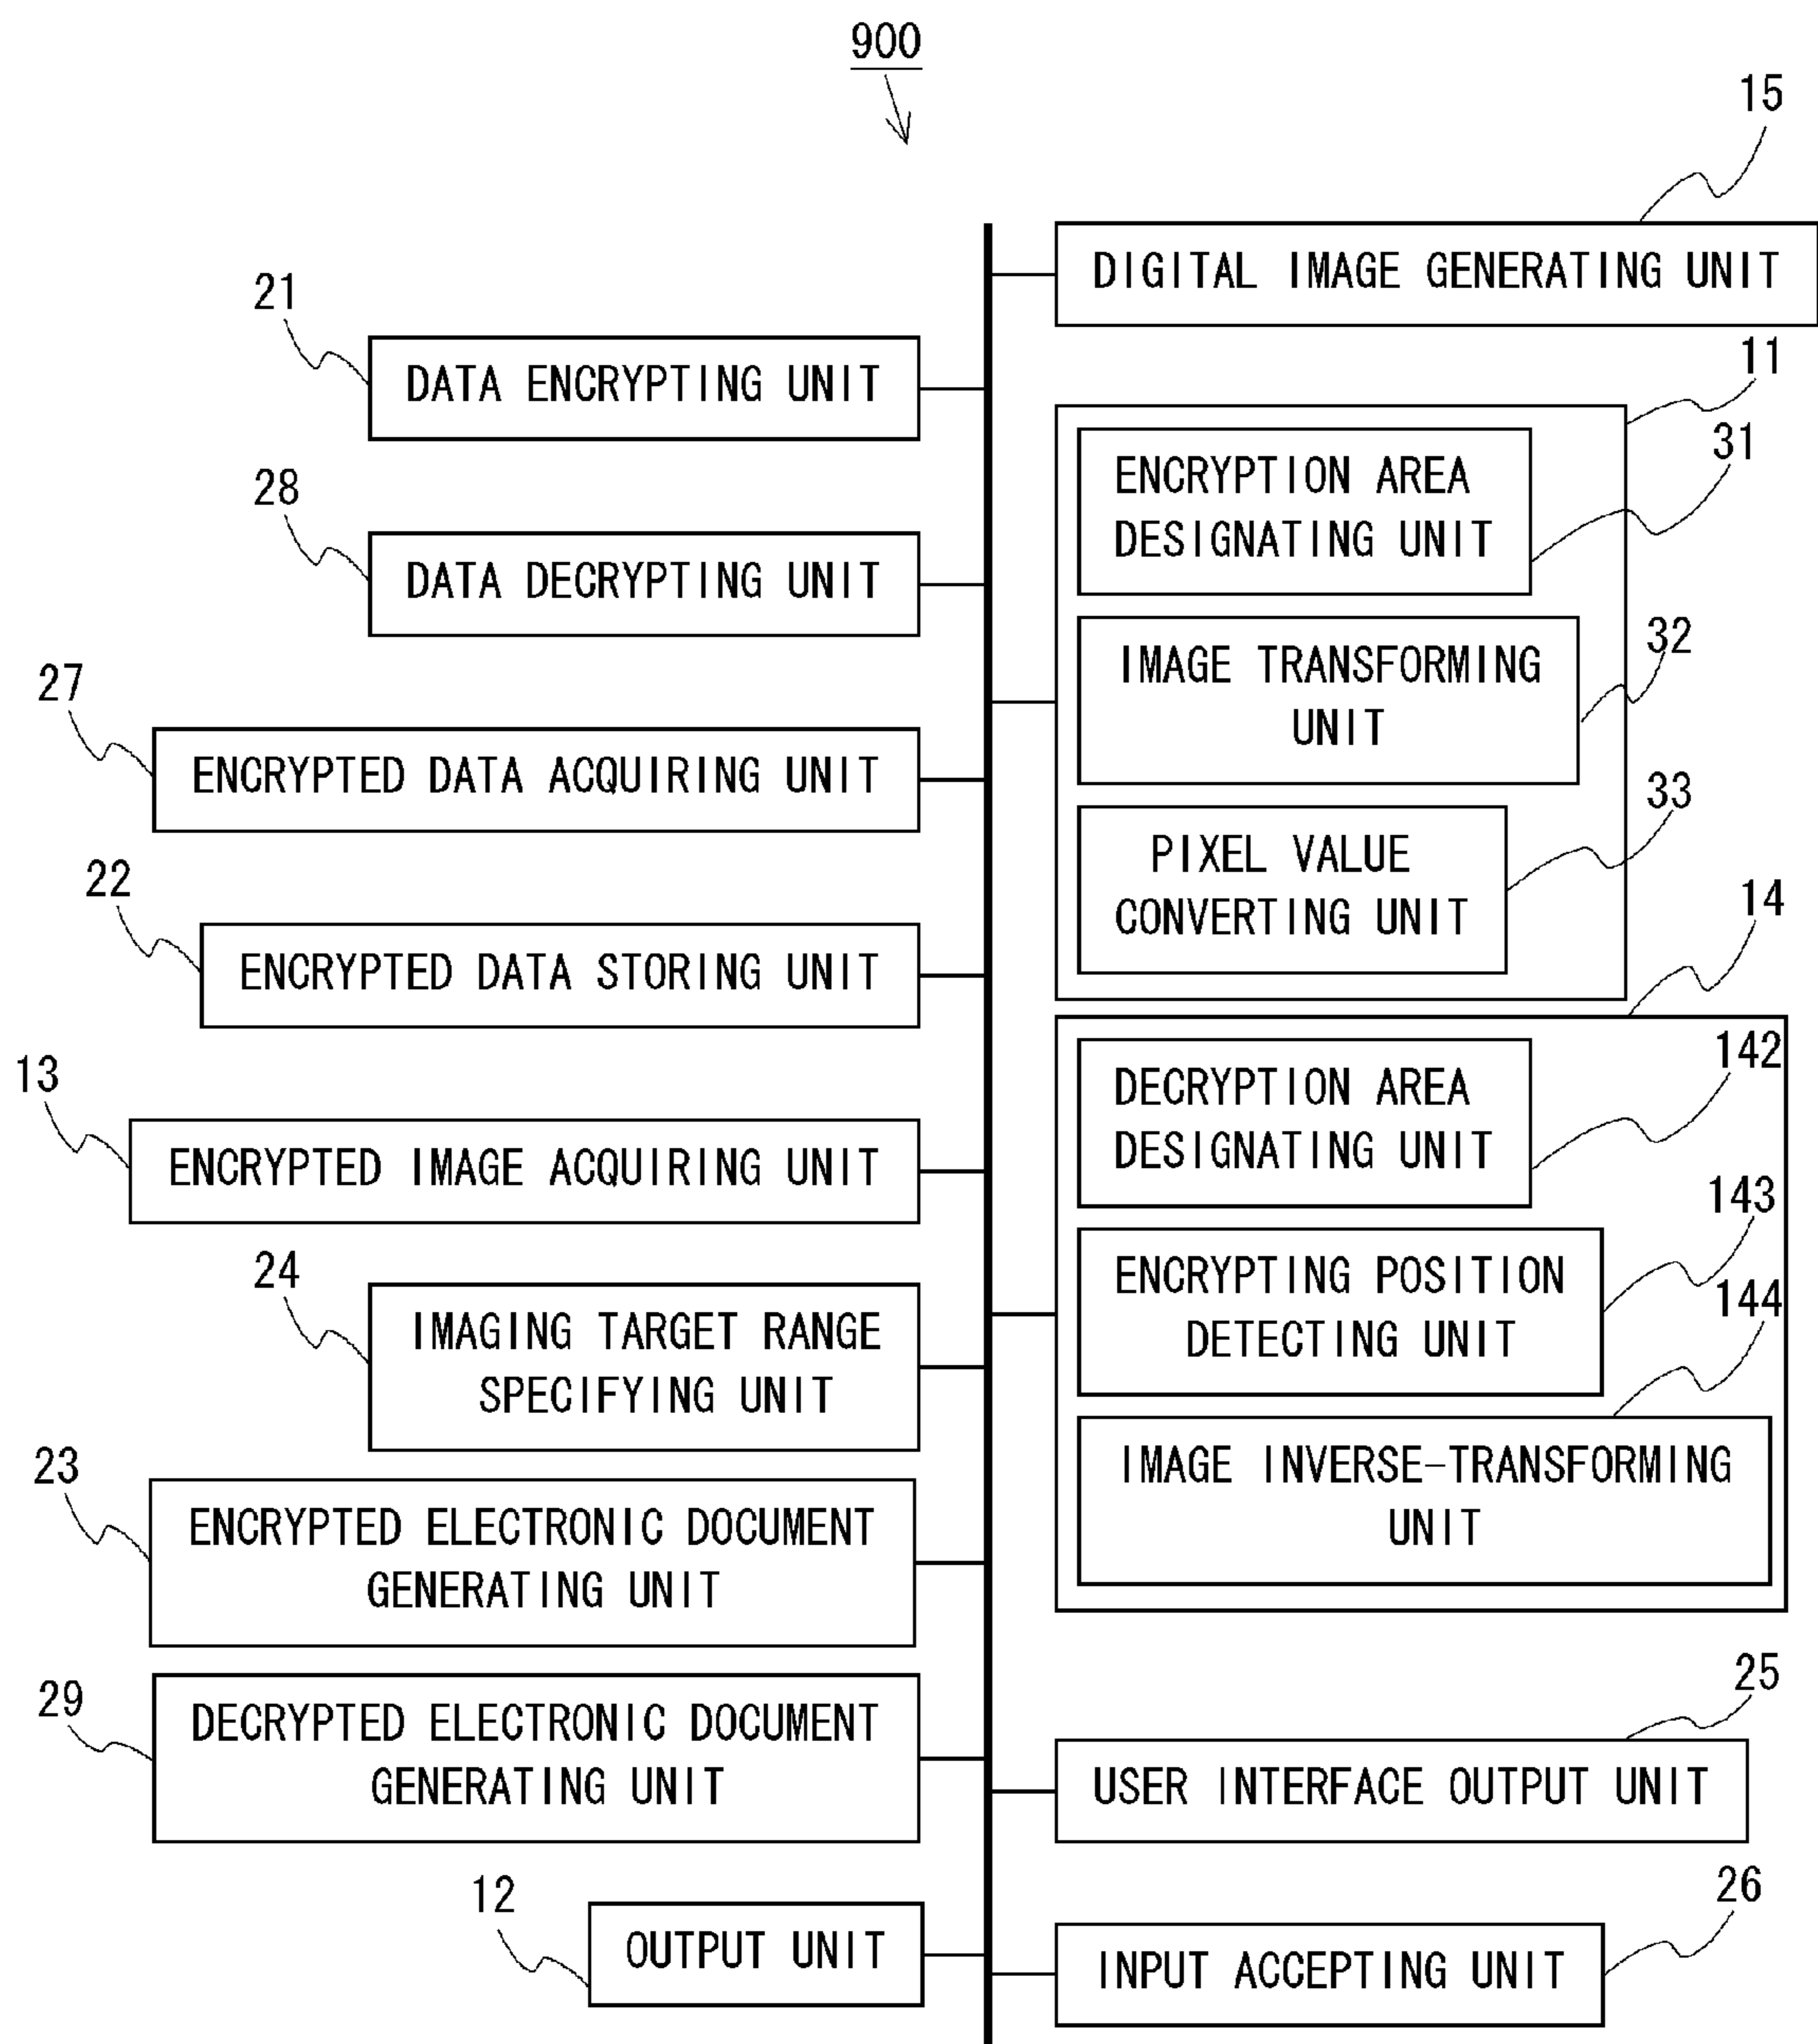 900
15
DIGITAL IMAGE GENERATING UNIT
21
DATA ENCRYPTING UNIT
11
31
ENCRYPTION AREA
DESIGNATING UNIT
28
DATA DECRYPTING UNIT
32
IMAGE TRANSFORMING
UNIT
27
ENCRYPTED DATA ACQUIRING UNIT
33
PIXEL VALUE
CONVERTING UNIT
22
ENCRYPTED DATA STORING UNIT
14
142
DECRYPTION AREA
DESIGNATING UNIT
13
ENCRYPTED IMAGE ACQUIRING UNIT
143
ENCRYPTING POSITION
DETECTING UNIT
24
IMAGING TARGET RANGE
SPECIFYING UNIT
144
IMAGE INVERSE-TRANSFORMING
UNIT
23
ENCRYPTED ELECTRONIC DOCUMENT
GENERATING UNIT
29
DECRYPTED ELECTRONIC DOCUMENT
GENERATING UNIT
25
USER INTERFACE OUTPUT UNIT
12
OUTPUT UNIT
26
INPUT ACCEPTING UNIT